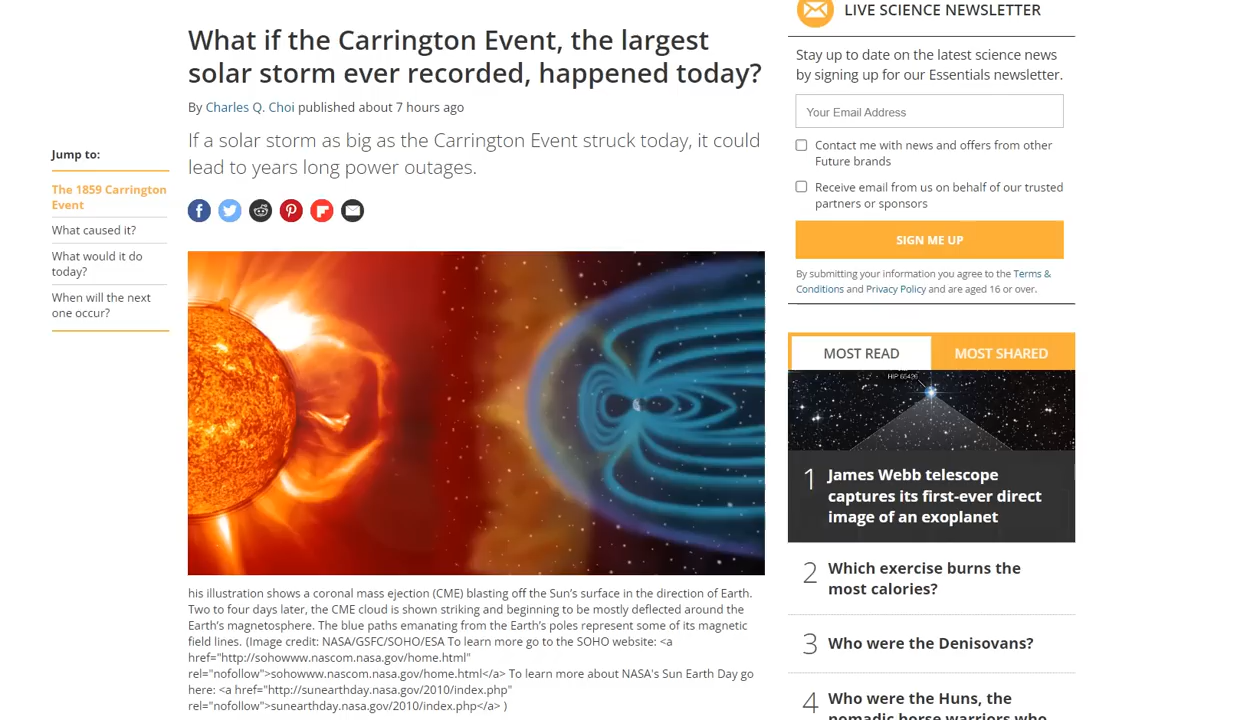 What if the Carrington Event, the largest
solar storm ever recorded, happened today?
By Charles Q. Choi published about 7 hours ago
If a solar storm as big as the Carrington Event struck today, it could
lead to years long power outages.
Jump to:
The 1859 Carrington
Event
What caused it?
What would it do
today?
When will the next
one occur?
his illustration shows a coronal mass ejection (CME) blasting off the Sun’s surface in the direction of Earth.
Two to four days later, the CME cloud is shown striking and beginning to be mostly deflected around the
Earth’s magnetosphere. The blue paths emanating from the Earth’s poles represent some of its magnetic
field lines. (Image credit: NASA/GSFC/SOHO/ESA To learn more go to the SOHO website: <a
href="http://sohowww.nascom.nasa.gov/home.html"
rel="nofollow">sohowww.nascom.nasa.gov/home.html</a> To learn more about NASA's Sun Earth Day go
here: <a href="http://sunearthday.nasa.gov/2010/index.php"
rel="nofollow">sunearthday.nasa.gov/2010/index.php</a> )
LIVE SCIENCE NEWSLETTER
Stay up to date on the latest science news
by signing up for our Essentials newsletter.
Your Email Address
Contact me with news and offers from other
Future brands
Receive email from us on behalf of our trusted
partners or sponsors
SIGN ME UP
By submitting your information you agree to the Terms &
Conditions and Privacy Policy and are aged 16 or over.
MOST READ
MOST SHARED
HIP 65426
1 James Webb telescope
captures its first-ever direct
image of an exoplanet
2 Which exercise burns the
most calories?
3 Who were the Denisovans?
4 Who were the Huns, the
nomadic horse warriors who